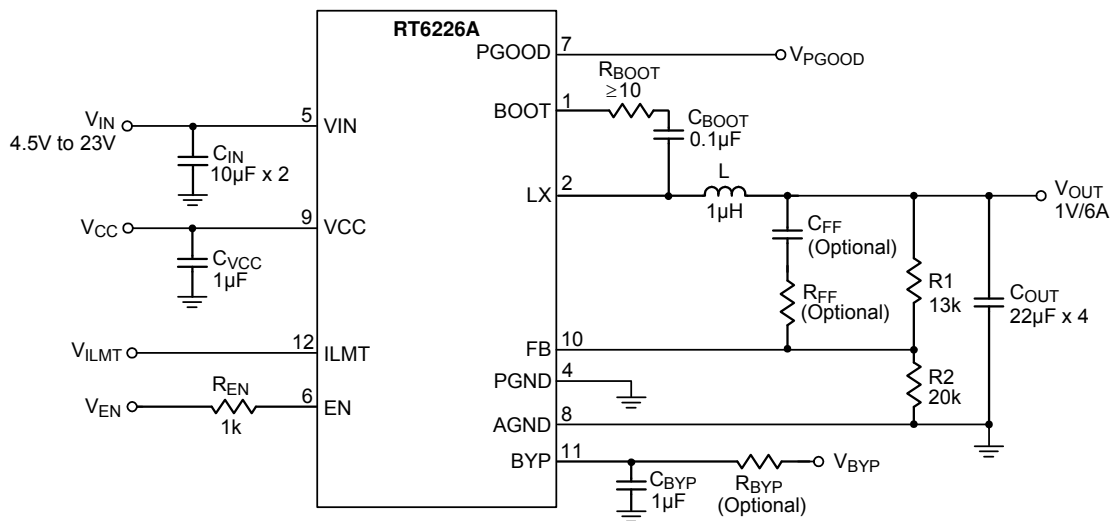 RT6226A
PGOOD
7
VPGOOD
RBOOT
≥10
BOOT
1
CBOOT
0.1µF
VIN
4.5V to 23V
5
VIN
CIN
10µF x 2
LX
2
L
1µH
VOUT
1V/6A
VCC
9
VCC
CVCC
1µF
CFF
(Optional)
RFF
(Optional)
R1
13k
COUT
22µF x 4
VILMT
12
ILMT
FB
10
REN
1k
VEN
6
EN
PGND
4
R2
20k
AGND
8
BYP
11
CBYP
1µF
RBYP
(Optional)
VBYP